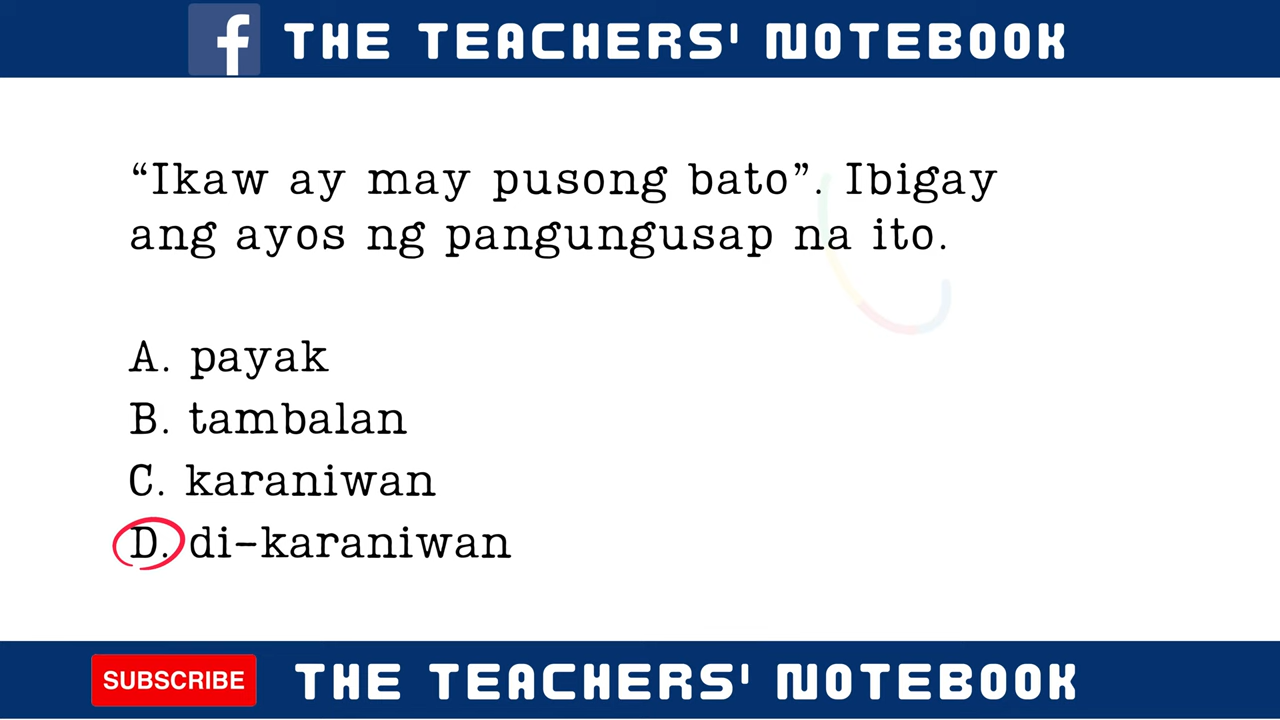 f THE TEACHERS' NOTEBOOK
“Ikaw ay may pusong bato”. Ibigay
ang ayos ng pangungusap na ito.
A. payak
B. tambalan
C. karaniwan
D. di-karaniwan
SUBSCRIBE THE TEACHERS' NOTEBOOK